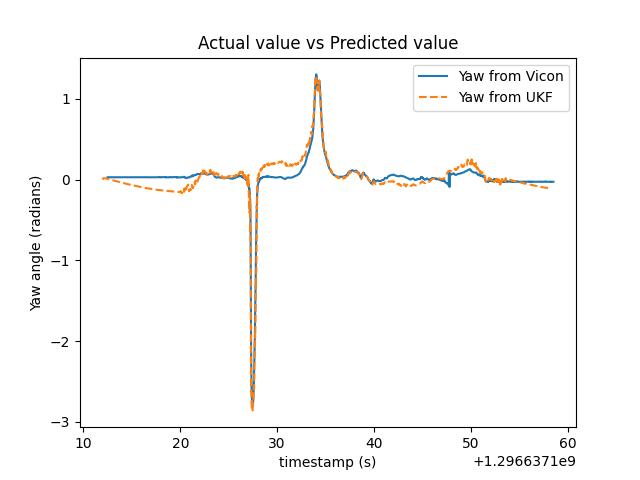 Actual value vs Predicted value
Yaw from Vicon
Yaw from UKF
Yaw angle (radians)
1
0
−1
−2
−3
10 20 30 40 50 60
timestamp (s)
+1.2966371e9